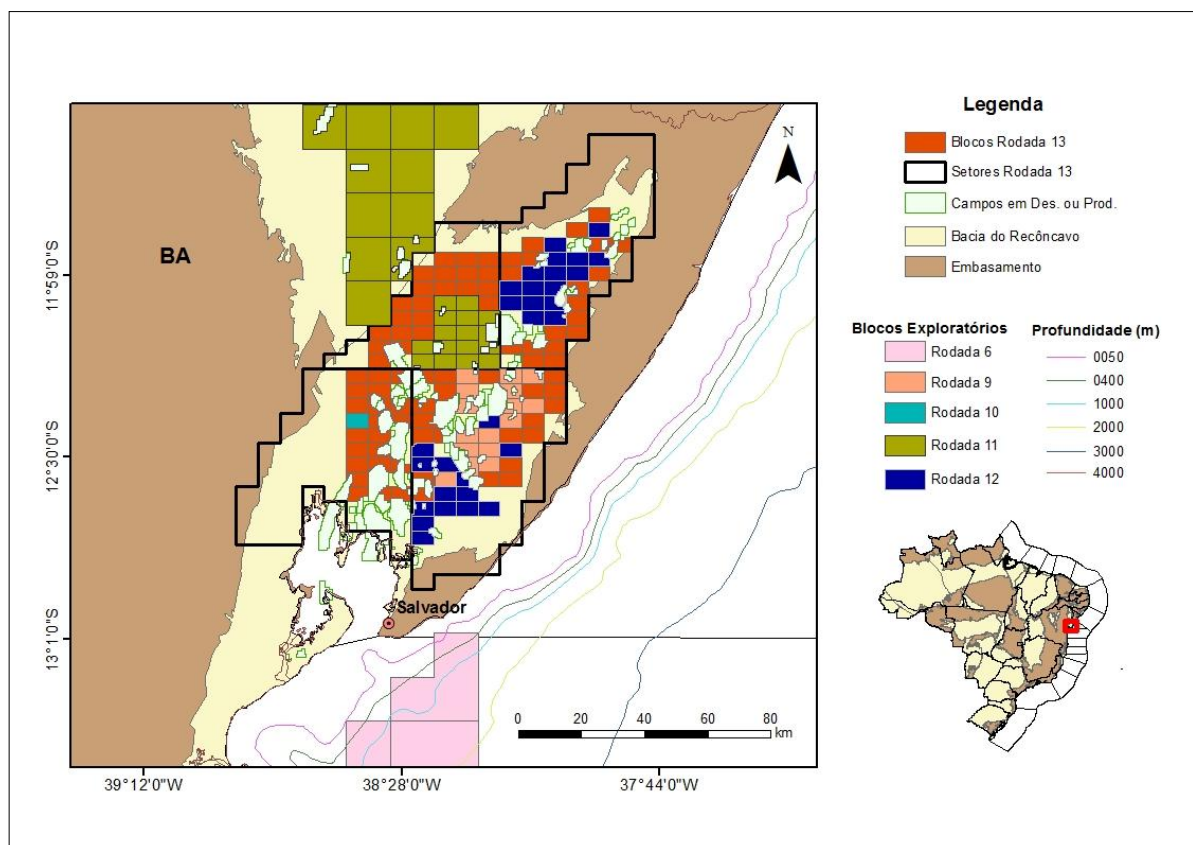 Legenda
Blocos Rodada 13
Setores Rodada 13
Campos em Des. ou Prod.
Bacia do Recôncavo
Embasamento
Blocos Exploratórios
Rodada 6
Rodada 9
Rodada 10
Rodada 11
Rodada 12
Profundidade (m)
0050
0400
1000
2000
3000
4000
N
BA
Salvador
11°59'0"S
12°30'0"S
13°1'0"S
0 20 40 60 80
km
39°12'0"W 38°28'0"W 37°44'0"W